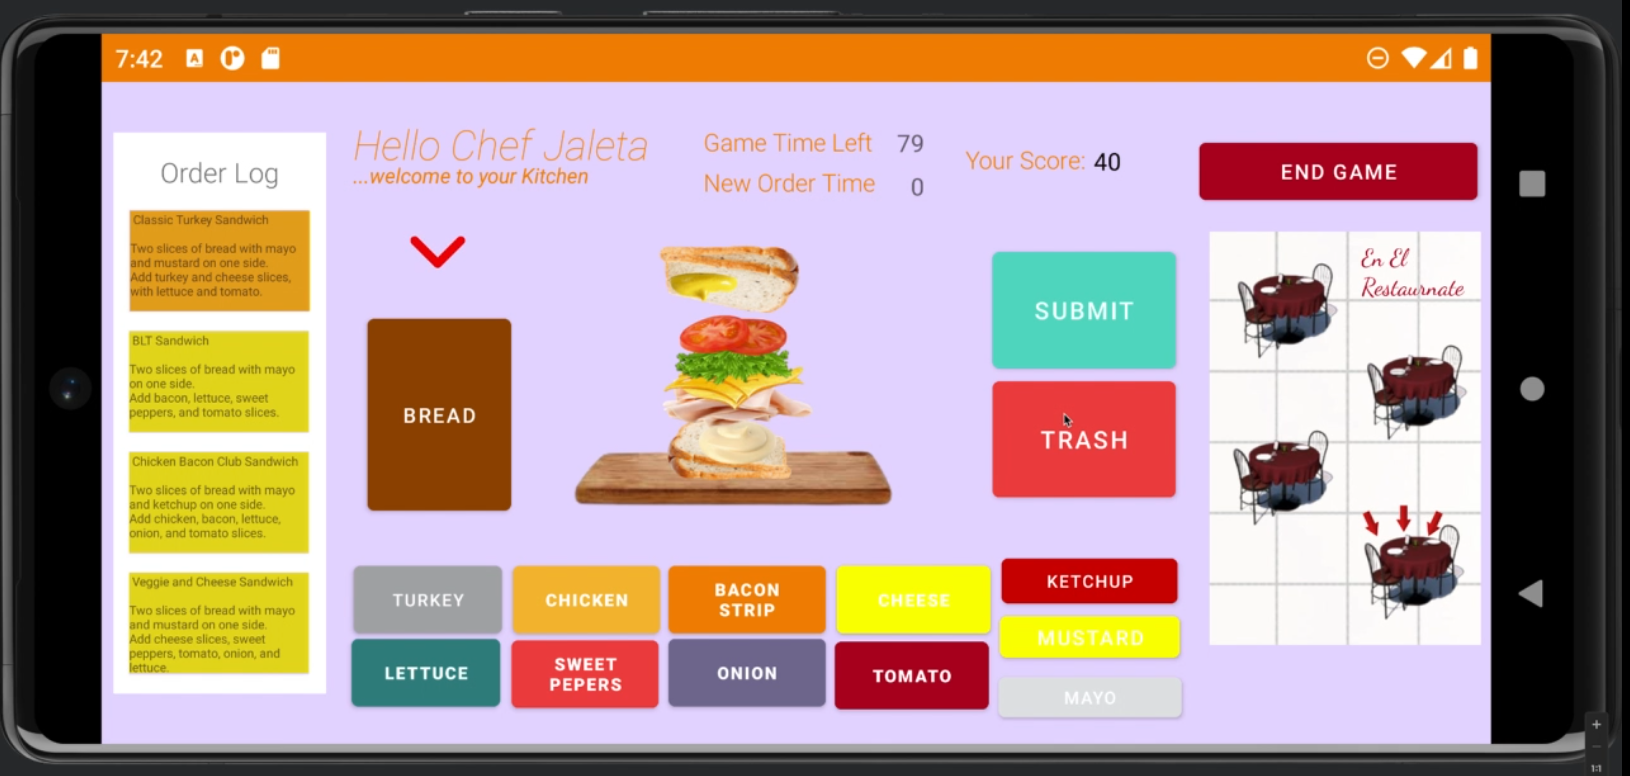 7:42
A
Order Log
Classic Turkey Sandwich
Two slices of bread with mayo
and mustard on one side.
Add turkey and cheese slices,
with lettuce and tomato.
BLT Sandwich
Two slices of bread with mayo
on one side.
Add bacon, lettuce, sweet
peppers, and tomato slices.
Chicken Bacon Club Sandwich
Two slices of bread with mayo
and ketchup on one side.
Add chicken, bacon, lettuce,
onion, and tomato slices.
Veggie and Cheese Sandwich
Two slices of bread with mayo
and mustard on one side.
Add cheese slices, sweet
peppers, tomato, onion, and
lettuce.
Hello Chef Jaleta
...welcome to your Kitchen
Game Time Left 79
New Order Time 0
Your Score: 40
END GAME
BREAD
SUBMIT
TRASH
En El
Restaurnate
TURKEY
CHICKEN
BACON
STRIP
CHEESE
KETCHUP
MUSTARD
MAYO
LETTUCE
SWEET
PEPERS
ONION
TOMATO
1:1